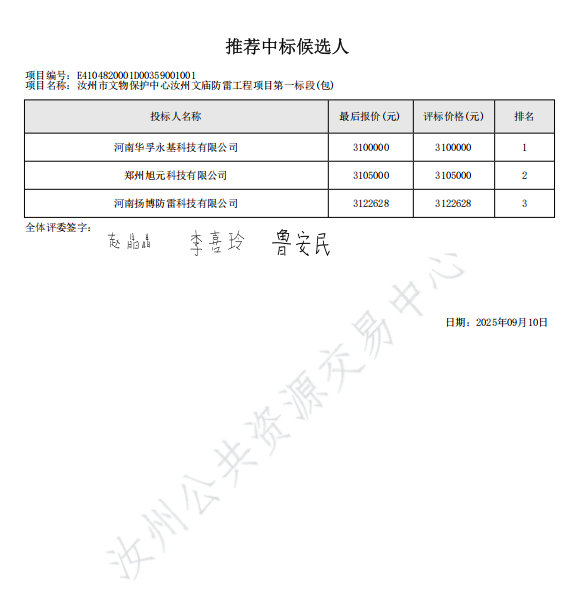 推荐中标候选人
项目编号：E4104820001D00359001001
项目名称：汝州市文物保护中心汝州文庙防雷工程项目第一标段(包)
投标人名称 最后报价(元) 评标价格(元) 排名
河南华孚永基科技有限公司 3100000 3100000 1
郑州旭元科技有限公司 3105000 3105000 2
河南扬博防雷科技有限公司 3122628 3122628 3
全体评委签字：
赵晶晶 李喜玲 鲁安民
日期：2025年09月10日
汝州公共资源交易中心